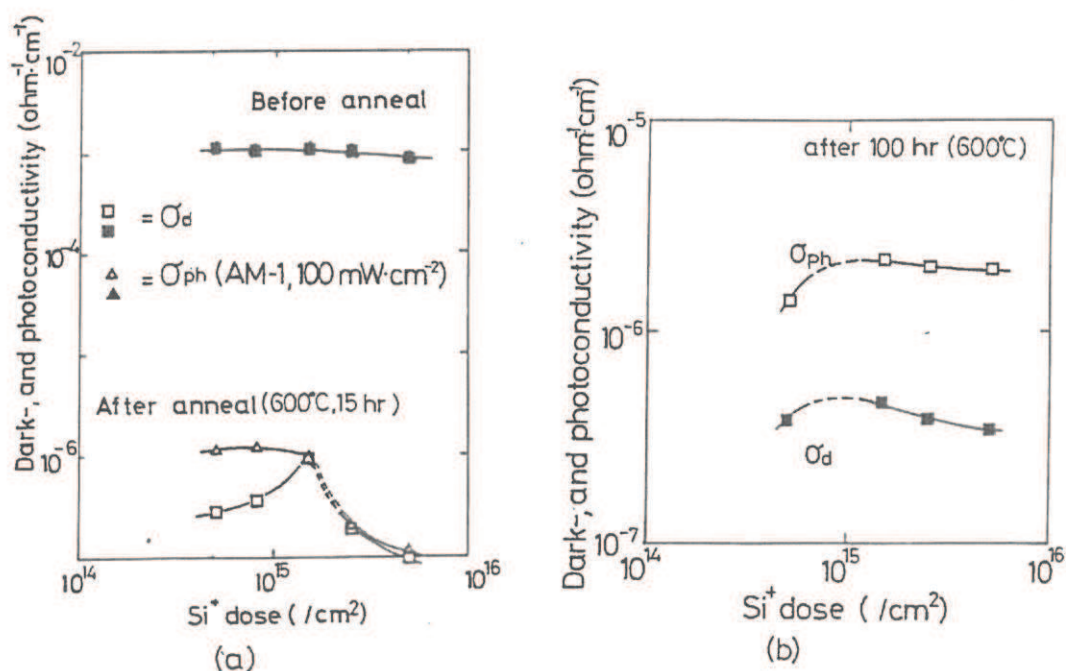 Dark-, and photoconductivity (ohm⁻¹·cm⁻¹)
10⁻²
10⁻⁴
10⁻⁶
Before anneal
□
■ = σd
△ = σph (AM-1, 100 mW·cm⁻²)
▲
After anneal (600°C, 15 hr)
10¹⁴ 10¹⁵ 10¹⁶
Si⁺ dose ( /cm²)
(a)
Dark-, and photoconductivity (ohm⁻¹cm⁻¹)
10⁻⁵
10⁻⁶
10⁻⁷
after 100 hr (600°C)
σph
σd
10¹⁴ 10¹⁵ 10¹⁶
Si⁺ dose ( /cm²)
(b)